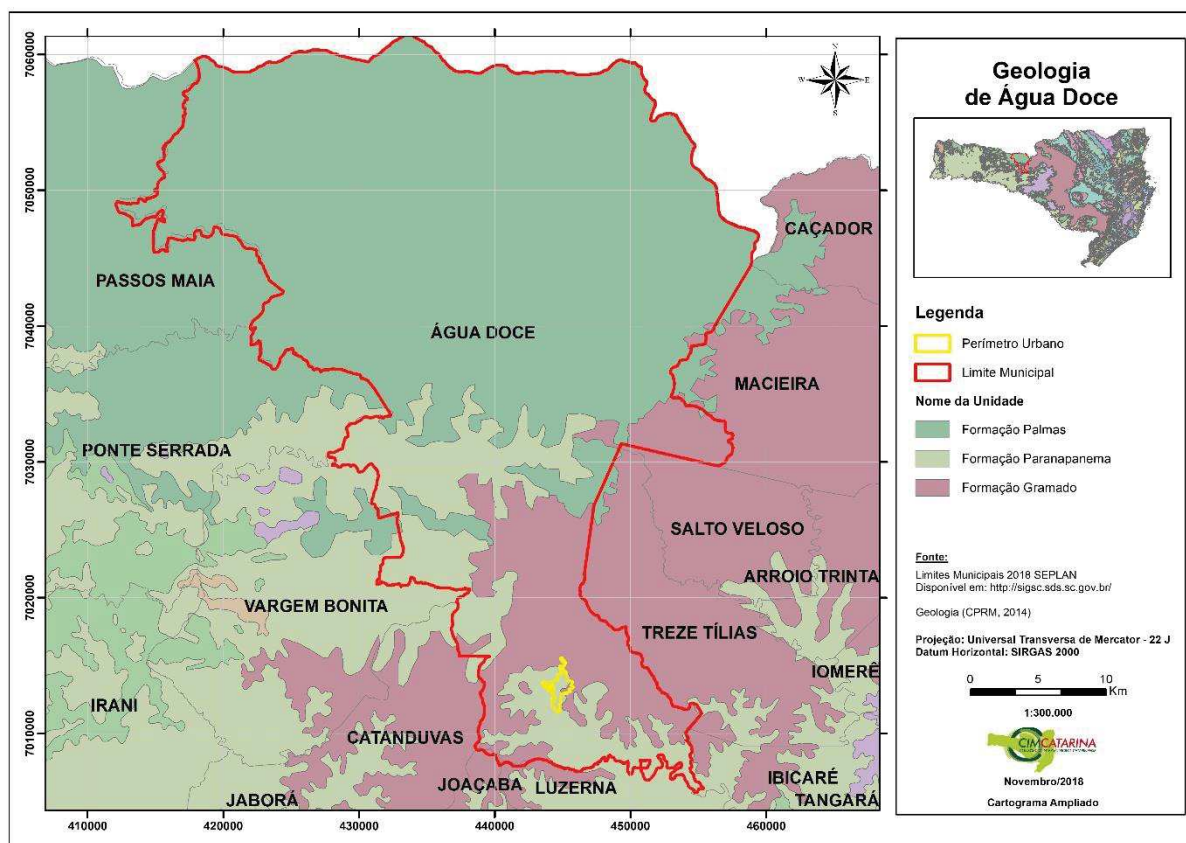 Geologia
de Água Doce
Legenda
Perímetro Urbano
Limite Municipal
Nome da Unidade
Formação Palmas
Formação Paranapanema
Formação Gramado
Fonte:
Limites Municipais 2018 SEPLAN
Disponível em: http://sigsc.sds.sc.gov.br/
Geologia (CPRM, 2014)
Projeção: Universal Transversa de Mercator - 22 J
Datum Horizontal: SIRGAS 2000
0 5 10
Km
1:300.000
CIMCATARINA
Novembro/2018
Cartograma Ampliado
N
W E
S
CAÇADOR
PASSOS MAIA
ÁGUA DOCE
MACIEIRA
PONTE SERRADA
SALTO VELOSO
ARROIO TRINTA
VARGEM BONITA
TREZE TÍLIAS
IOMERÊ
IRANI
CATANDUVAS
JOAÇABA
LUZERNA
IBICARÉ
JABORÁ
TANGARÁ
7060000
7050000
7040000
7030000
7020000
7010000
410000 420000 430000 440000 450000 460000